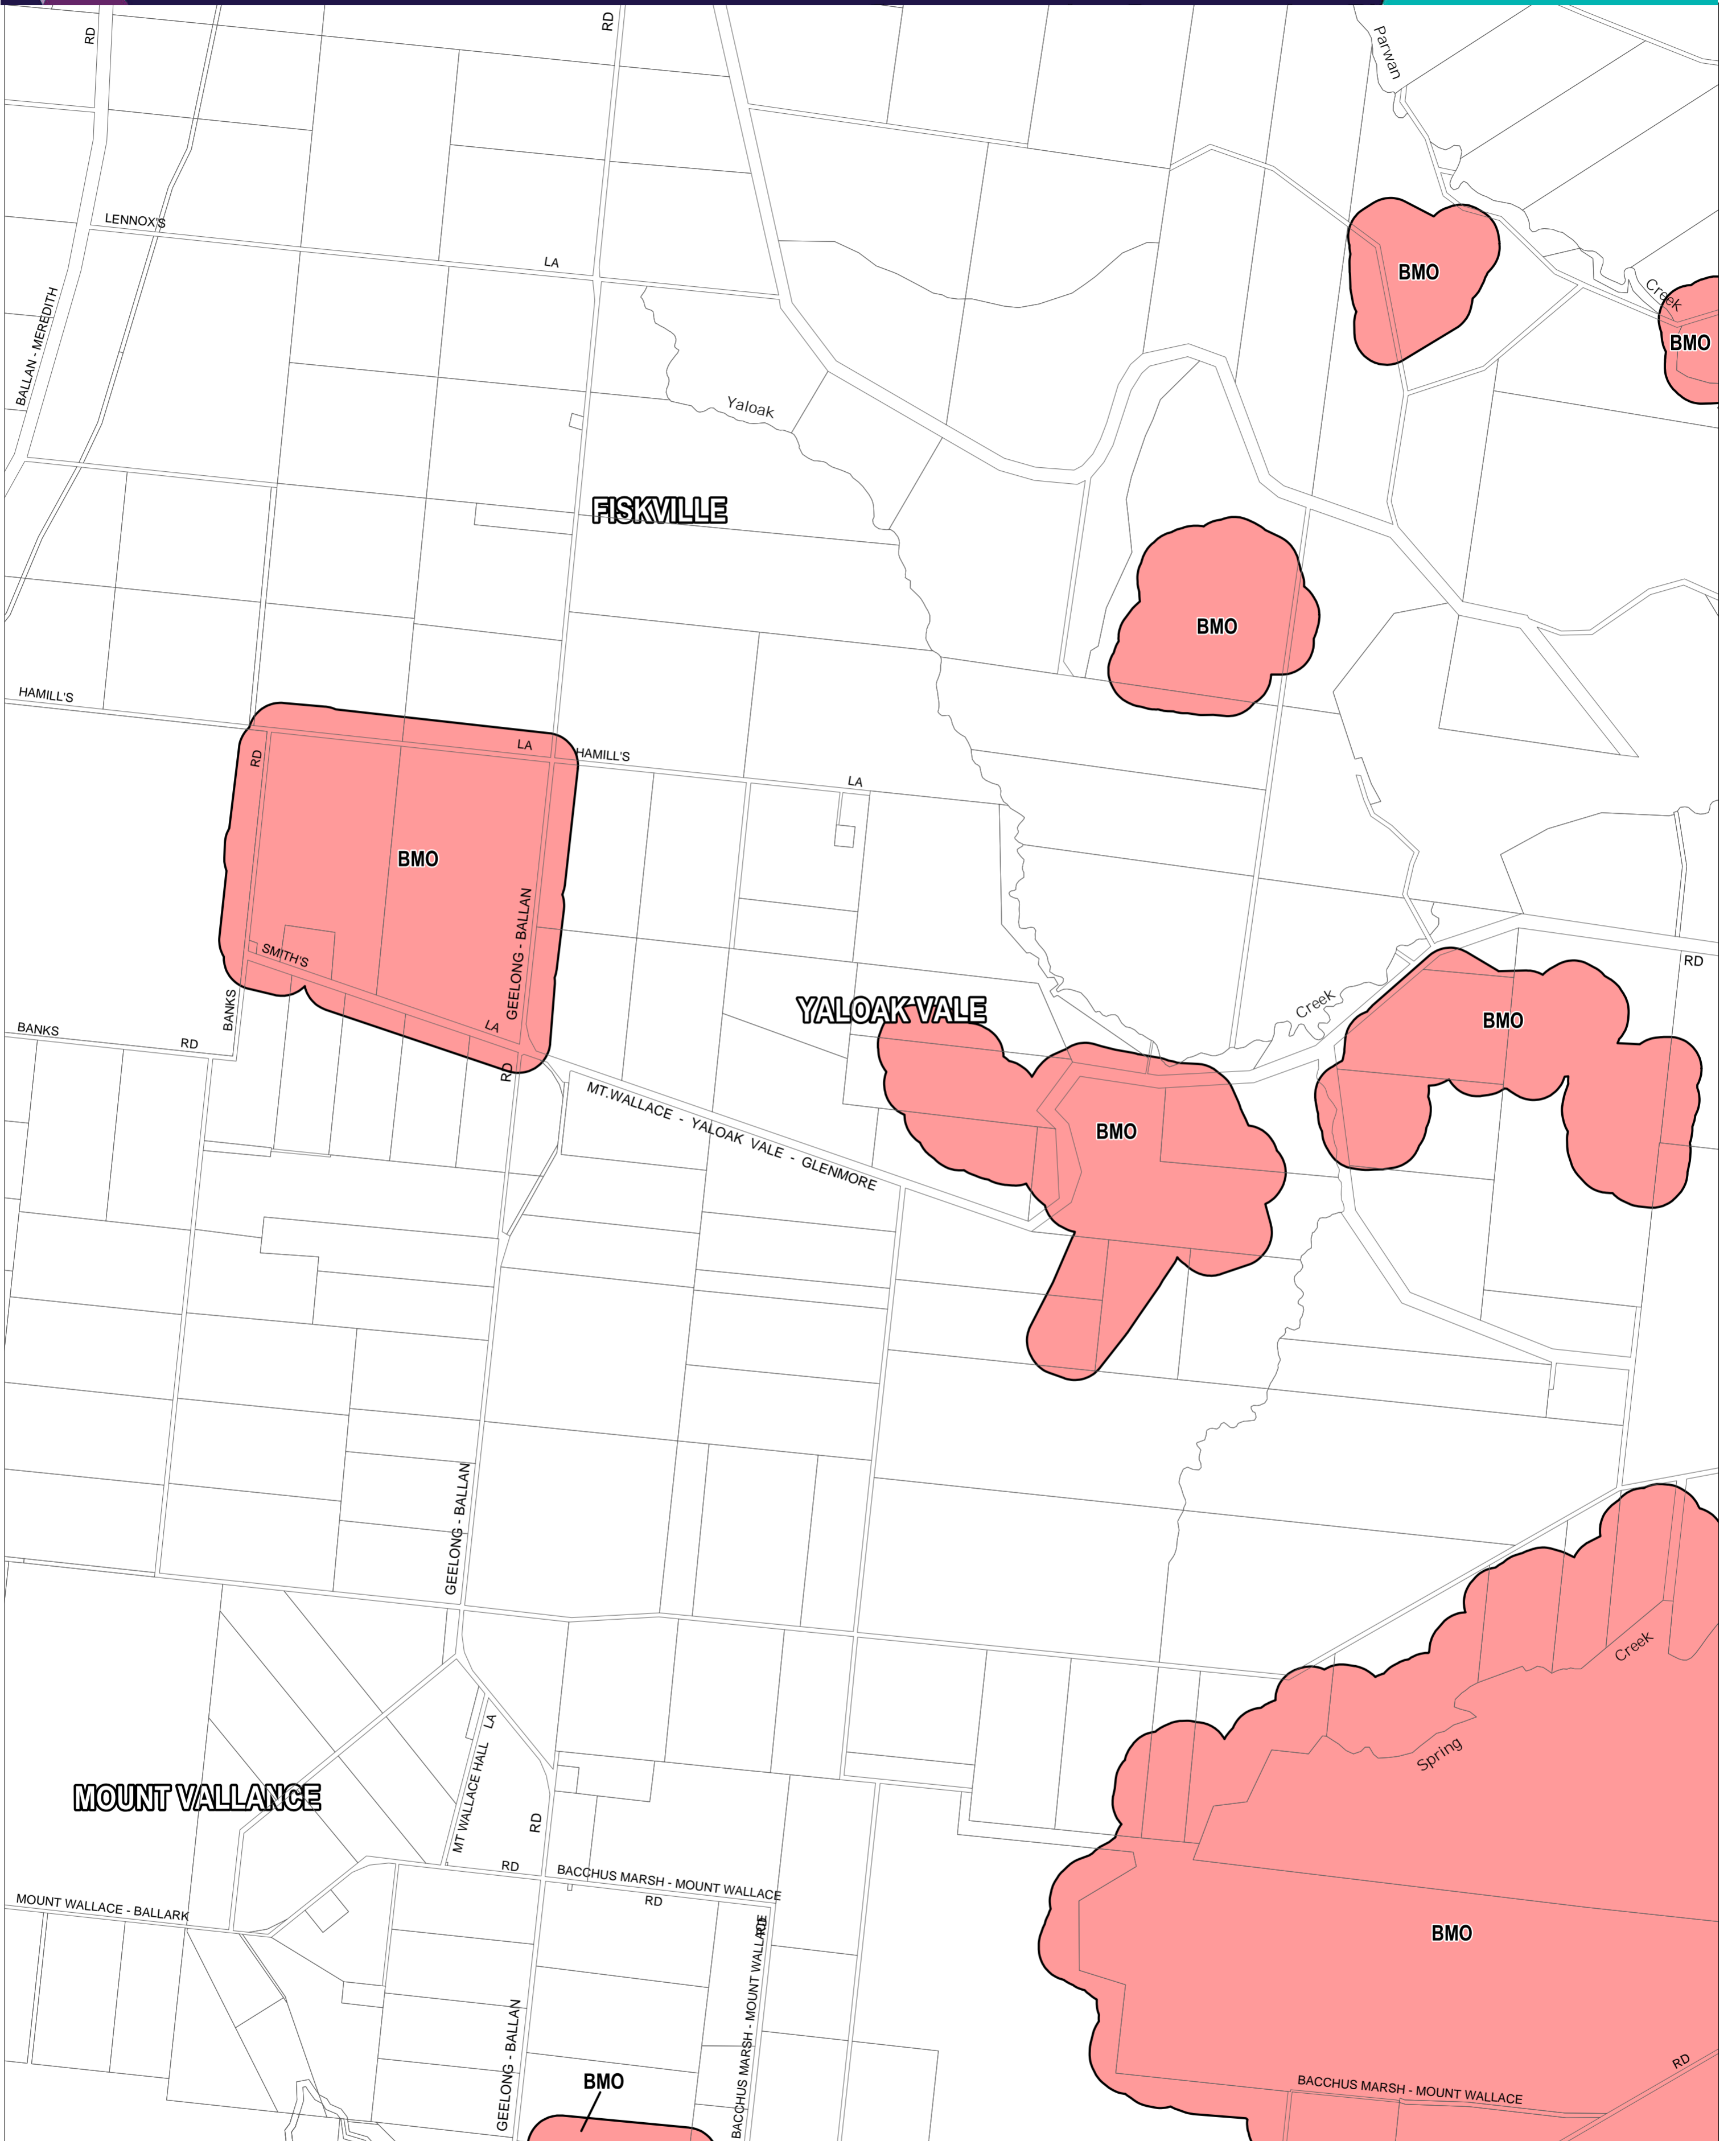 RD
RD
Parwan
LENNOX'S
LA
BMO
Creek
BMO
BALLAN - MEREDITH
Yaloak
FISKVILLE
BMO
HAMILL'S
LA
HAMILL'S
RD
LA
BMO
GEELONG - BALLAN
SMITH'S
RD
BANKS
YALOAK VALE
Creek
BMO
BANKS
RD
LA
RD
MT.WALLACE - YALOAK VALE - GLENMORE
BMO
GEELONG - BALLAN
Creek
Spring
LA
MT WALLACE HALL
MOUNT VALLANCE
RD
RD
BACCHUS MARSH - MOUNT WALLACE
RD
MOUNT WALLACE - BALLARK
RD
BACCHUS MARSH - MOUNT WALLACE
BMO
GEELONG - BALLAN
RD
BMO
BACCHUS MARSH - MOUNT WALLACE